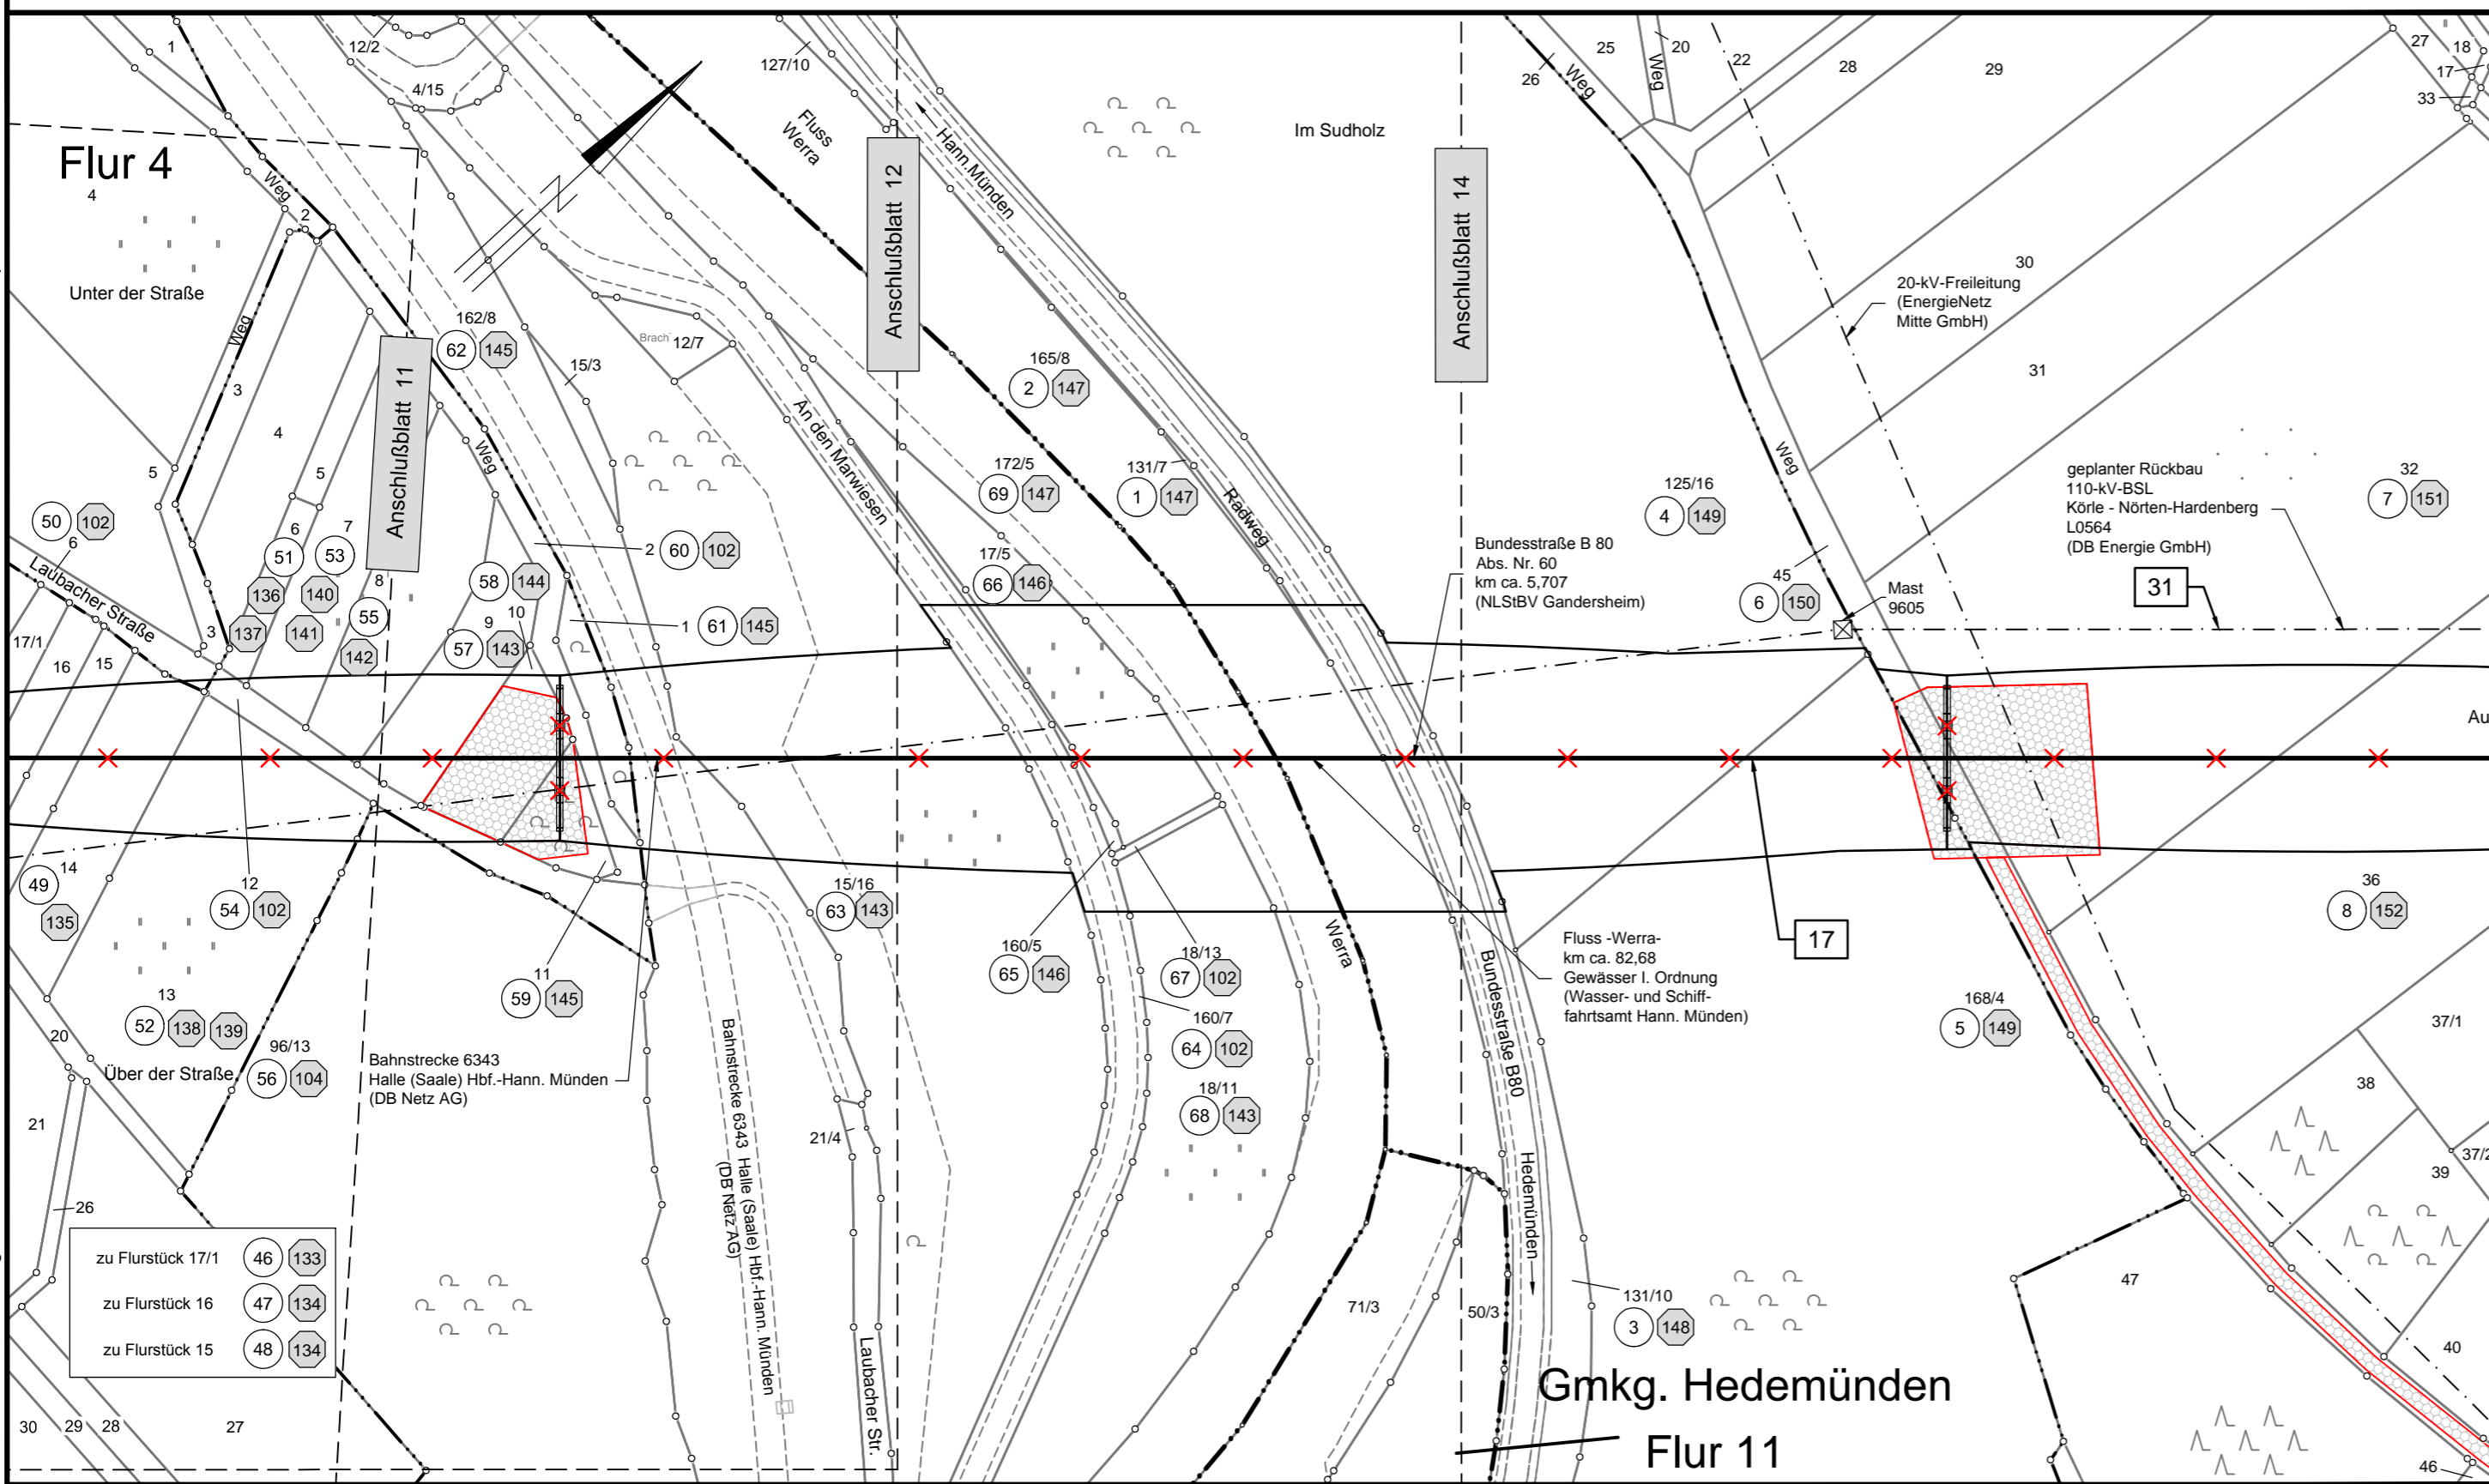 1
12/2
4/15
Flur 4
4
Unter der Straße
Weg
2
Weg
3
4
5
5
Anschlußblatt 11
162/8
62 145
15/3
Brach
12/7
127/10
Fluss
Werra
Anschlußblatt 12
Hann.Münden
Im Sudholz
Anschlußblatt 14
26
Weg
25
Weg
20
22
28
29
27
18
17
33
30
20-kV-Freileitung
(EnergieNetz
Mitte GmbH)
31
165/8
2 147
An den Marwiesen
172/5
69 147
131/7
1 147
Radweg
17/5
66 146
Weg
125/16
4 149
Bundesstraße B 80
Abs. Nr. 60
km ca. 5,707
(NLStBV Gandersheim)
45
6 150
Mast
9605
geplanter Rückbau
110-kV-BSL
Körle - Nörten-Hardenberg
L0564
(DB Energie GmbH)
31
32
7 151
50 102
6
Laubacher Straße
17/1
16
15
3
6
51
136
137
7
53
140
141
8
55
142
Weg
58 144
10
9
57 143
2 60 102
1 61 145
Au
14
49
135
12
54 102
13
52 138 139
Über der Straße
96/13
56 104
20
21
26
11
59 145
Bahnstrecke 6343
Halle (Saale) Hbf.-Hann. Münden
(DB Netz AG)
15/16
63 143
Bahnstrecke 6343 Halle (Saale) Hbf.-Hann. Münden
(DB Netz AG)
21/4
Laubacher Str.
160/5
65 146
18/13
67 102
160/7
64 102
18/11
68 143
Werra
Bundesstraße B80
Hedemünden
Fluss -Werra-
km ca. 82,68
Gewässer I. Ordnung
(Wasser- und Schiff-
fahrtsamt Hann. Münden)
17
36
8 152
168/4
5 149
37/1
38
39
37/2
40
47
46
71/3
50/3
131/10
3 148
Gmkg. Hedemünden
Flur 11
zu Flurstück 17/1 46 133
zu Flurstück 16 47 134
zu Flurstück 15 48 134
30
29
28
27